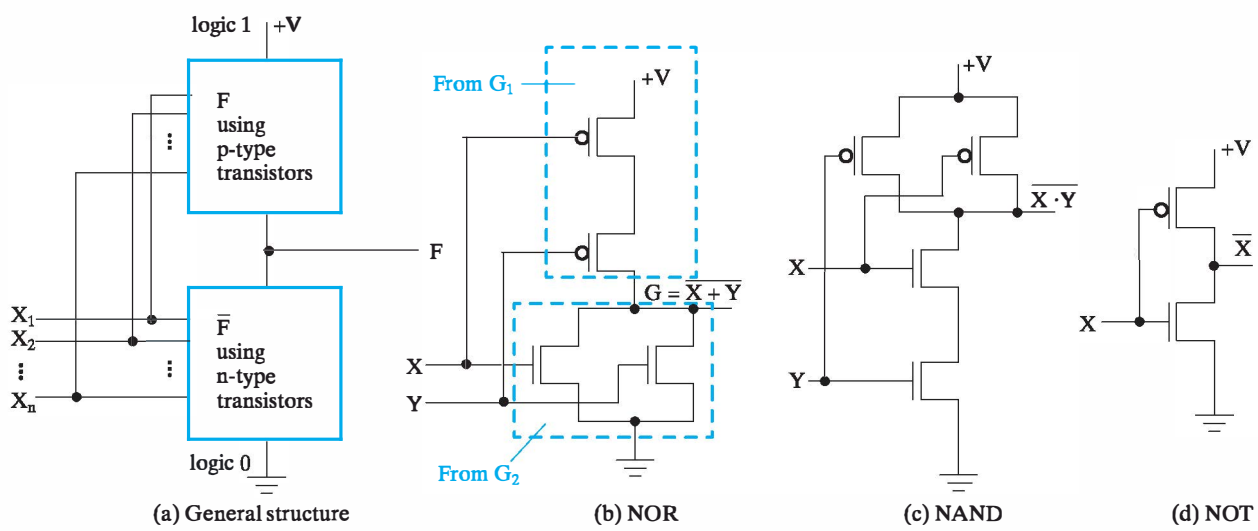 logic 1
+V
F
using
p-type
transistors
F
X₁
X₂
Xₙ
F̅
using
n-type
transistors
logic 0
(a) General structure
From G₁
+V
G = X̅ ̅+̅ ̅Y̅
X
Y
From G₂
(b) NOR
+V
X̅ ̅·̅ ̅Y̅
X
Y
(c) NAND
+V
X̅
X
(d) NOT